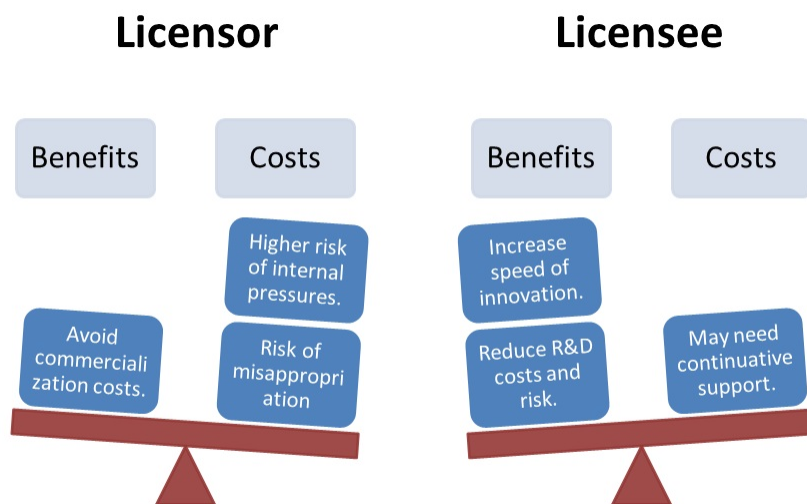 Licensor
Benefits
Costs
Higher risk
of internal
pressures.
Avoid
commerciali
zation costs.
Risk of
misappropri
ation
Licensee
Benefits
Costs
Increase
speed of
innovation.
Reduce R&D
costs and
risk.
May need
continuative
support.